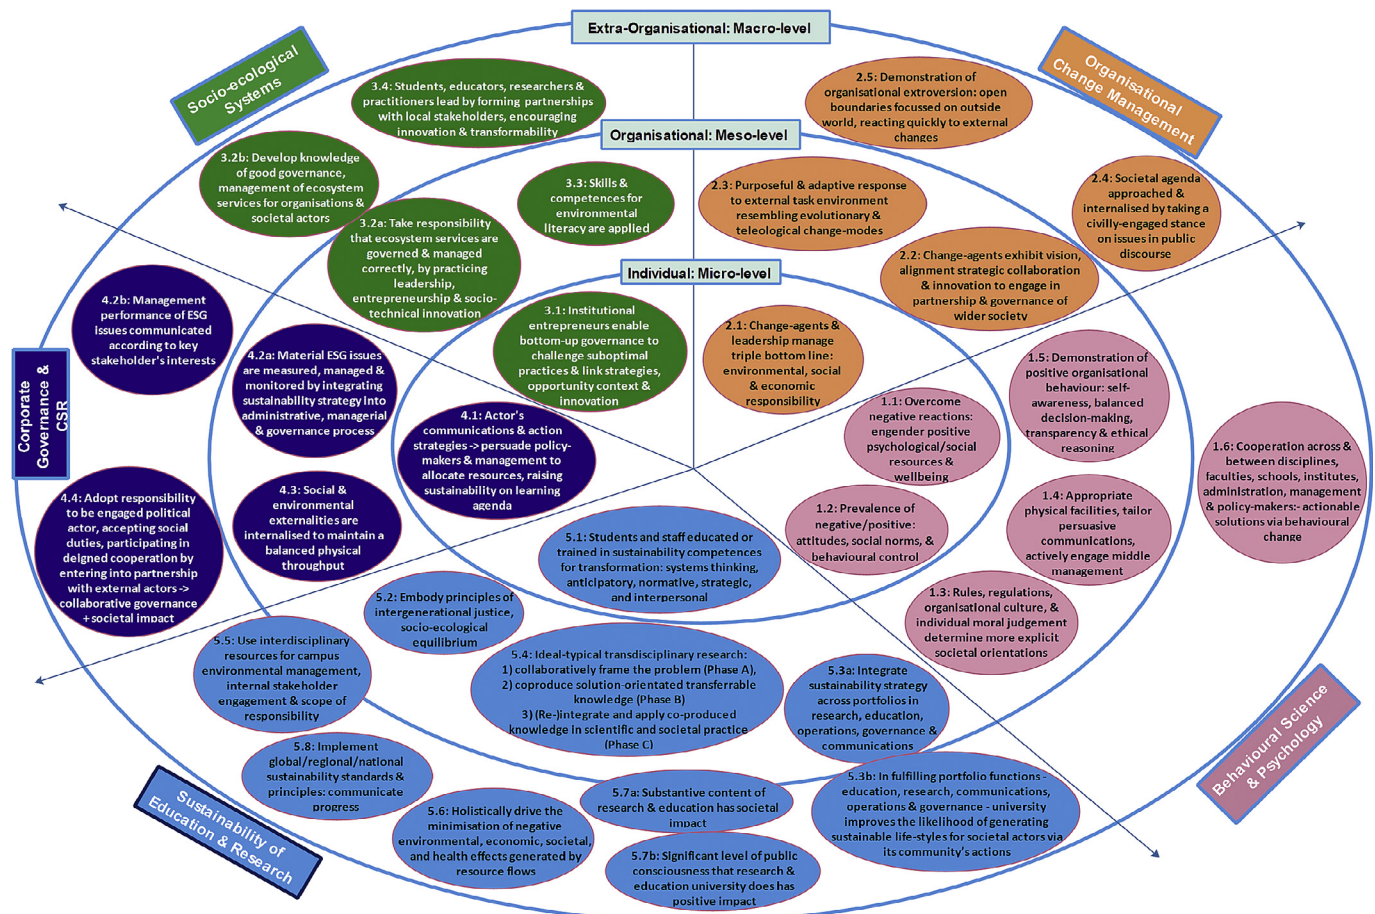 Extra-Organisational: Macro-level
Socio-ecological
Systems
Organisational
Change Management
3.4: Students, educators, researchers &
practitioners lead by forming partnerships
with local stakeholders, encouraging
innovation & transformability
2.5: Demonstration of
organisational extroversion: open
boundaries focussed on outside
world, reacting quickly to external
changes
Organisational: Meso-level
3.2b: Develop knowledge
of good governance,
management of ecosystem
services for organisations &
societal actors
3.3: Skills &
competences for
environmental
literacy are applied
2.3: Purposeful & adaptive response
to external task environment
resembling evolutionary &
teleological change-modes
2.4: Societal agenda
approached &
internalised by taking a
civilly-engaged stance
on issues in public
discourse
3.2a: Take responsibility
that ecosystem services are
governed & managed
correctly, by practicing
leadership,
entrepreneurship & socio-
technical innovation
2.2: Change-agents exhibit vision,
alignment strategic collaboration
& innovation to engage in
partnership & governance of
wider society
Individual: Micro-level
4.2b: Management
performance of ESG
issues communicated
according to key
stakeholder's interests
3.1: Institutional
entrepreneurs enable
bottom-up governance to
challenge suboptimal
practices & link strategies,
opportunity context &
innovation
2.1: Change-agents &
leadership manage
triple bottom line:
environmental, social
& economic
responsibility
4.2a: Material ESG issues
are measured, managed &
monitored by integrating
sustainability strategy into
administrative, managerial
& governance process
1.5: Demonstration of
positive organisational
behaviour: self-
awareness, balanced
decision-making,
transparency & ethical
reasoning
Corporate
Governance &
CSR
4.1: Actor's
communications & action
strategies -> persuade policy-
makers & management to
allocate resources, raising
sustainability on learning
agenda
1.1: Overcome
negative reactions:
engender positive
psychological/social
resources &
wellbeing
1.6: Cooperation across &
between disciplines,
faculties, schools, institutes,
administration, management
& policy-makers:- actionable
solutions via behavioural
change
4.4: Adopt responsibility
to be engaged political
actor, accepting social
duties, participating in
deigned cooperation by
entering into partnership
with external actors ->
collaborative governance
+ societal impact
4.3: Social &
environmental
externalities are
internalised to maintain a
balanced physical
throughput
1.2: Prevalence of
negative/positive:
attitudes, social norms, &
behavioural control
1.4: Appropriate
physical facilities, tailor
persuasive
communications,
actively engage middle
management
5.1: Students and staff educated or
trained in sustainability competences
for transformation: systems thinking,
anticipatory, normative, strategic,
and interpersonal
5.2: Embody principles of
intergenerational justice,
socio-ecological
equilibrium
1.3: Rules, regulations,
organisational culture, &
individual moral judgement
determine more explicit
societal orientations
5.5: Use interdisciplinary
resources for campus
environmental management,
internal stakeholder
engagement & scope of
responsibility
5.4: Ideal-typical transdisciplinary research:
1) collaboratively frame the problem (Phase A),
2) coproduce solution-orientated transferrable
knowledge (Phase B)
3) (Re-)integrate and apply co-produced
knowledge in scientific and societal practice
(Phase C)
5.3a: Integrate
sustainability strategy
across portfolios in
research, education,
operations, governance &
communications
Behavioural Science
& Psychology
5.8: Implement
global/regional/national
sustainability standards &
principles: communicate
progress
5.7a: Substantive content of
research & education has societal
impact
5.3b: In fulfilling portfolio functions -
education, research, communications,
operations & governance - university
improves the likelihood of generating
sustainable life-styles for societal actors via
its community's actions
Sustainability of
Education & Research
5.6: Holistically drive the
minimisation of negative
environmental, economic, societal,
and health effects generated by
resource flows
5.7b: Significant level of public
consciousness that research &
education university does has
positive impact